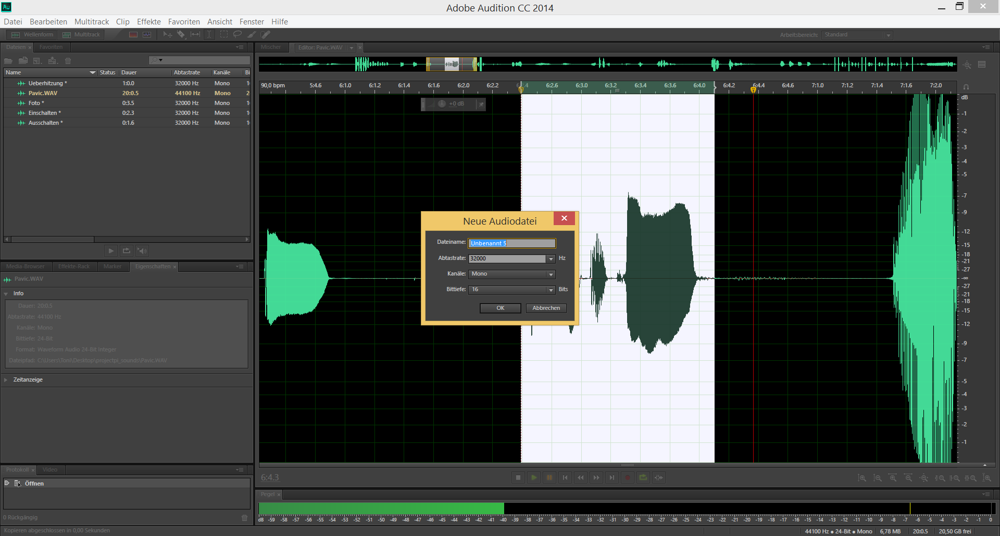 Au
Adobe Audition CC 2014
Datei Bearbeiten Multitrack Clip Effekte Favoriten Ansicht Fenster Hilfe
Wellenform Multitrack
Arbeitsbereich: Standard
Dateien Favoriten
Name Status Dauer Abtastrate Kanäle Bi
Ueberhitzung * 1:0.0 32000 Hz Mono 1
Pavic.WAV 20:0.5 44100 Hz Mono 2
Foto * 0:3.5 32000 Hz Mono 1
Einschalten * 0:2.3 32000 Hz Mono 1
Ausschalten * 0:1.6 32000 Hz Mono 1
Media-Browser Effekte-Rack Marker Eigenschaften
Pavic.WAV
Info
Dauer: 20:0.5
Abtastrate: 44100 Hz
Kanäle: Mono
Bittiefe: 24-Bit
Format: Waveform Audio 24-Bit Integer
Dateipfad: C:\Users\Toni\Desktop\projectpi_sounds\Pavic.WAV
Zeitanzeige
Protokoll Video
Öffnen
0 Rückgängig
Kopieren abgeschlossen in 0,00 Sekunden
Mischer Editor: Pavic.WAV
90,0 bpm 5:4.6 6:1.0 6:1.2 6:1.4 6:1.6 6:2.0 6:2.2 6:2.4 6:2.6 6:3.0 6:3.2 6:3.4 6:3.6 6:4.0 6:4.2 6:4.4 6:4.6 7:1.0 7:1.2 7:1.4 7:1.6 7:2.0
+0 dB
dB
-1
-2
-3
-4
-5
-7
-9
-12
-15
-18
-21
-27
-∞
-27
-21
-18
-15
-12
-9
-7
-5
-4
-3
-2
-1
Neue Audiodatei
Dateiname: Unbenannt 5
Abtastrate: 32000 Hz
Kanäle: Mono
Bittiefe: 16 Bits
OK Abbrechen
6:4.3
Pegel
dB -59 -58 -57 -56 -55 -54 -53 -52 -51 -50 -49 -48 -47 -46 -45 -44 -43 -42 -41 -40 -39 -38 -37 -36 -35 -34 -33 -32 -31 -30 -29 -28 -27 -26 -25 -24 -23 -22 -21 -20 -19 -18 -17 -16 -15 -14 -13 -12 -11 -10 -9 -8 -7 -6 -5 -4 -3 -2 -1 0
44100 Hz • 24-Bit • Mono 6,78 MB 20:0.5 20,50 GB frei